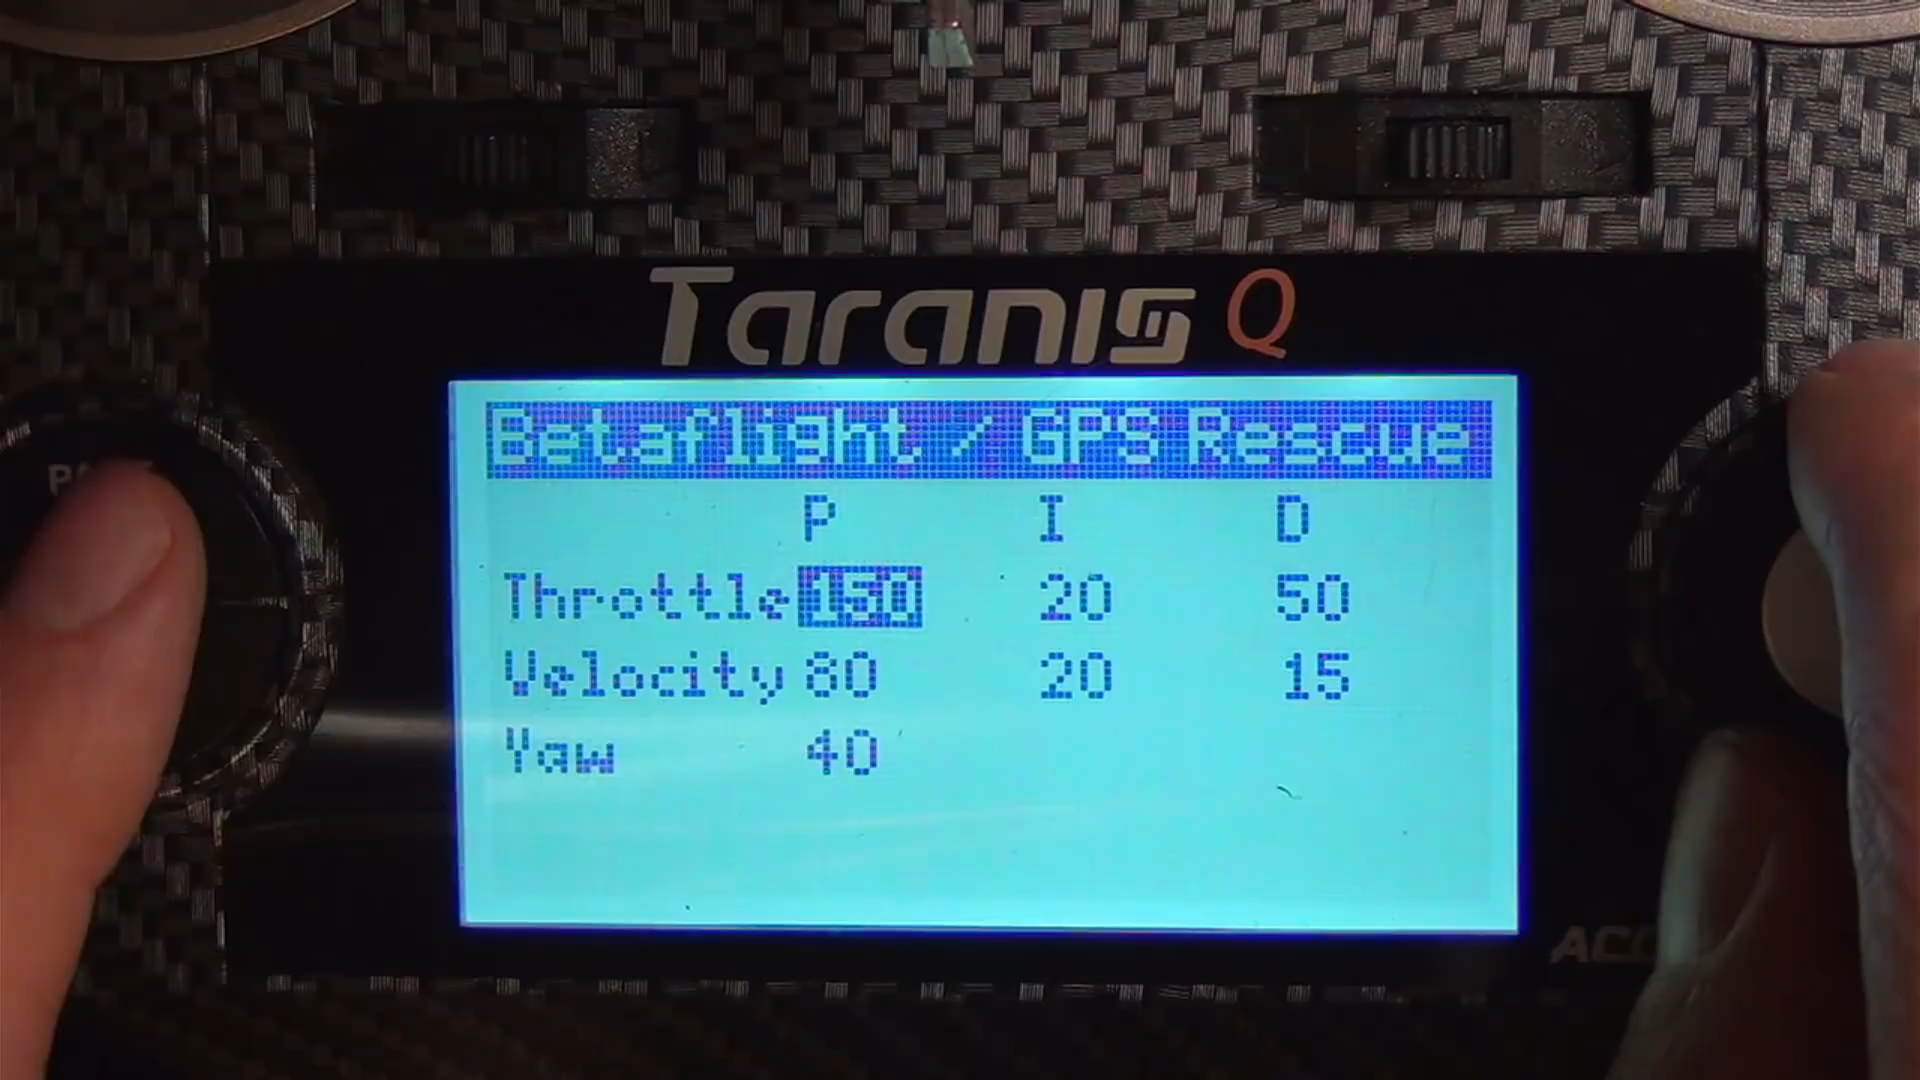 Taranis Q
Betaflight / GPS Rescue
P I D
Throttle 150 20 50
Velocity 80 20 15
Yaw 40